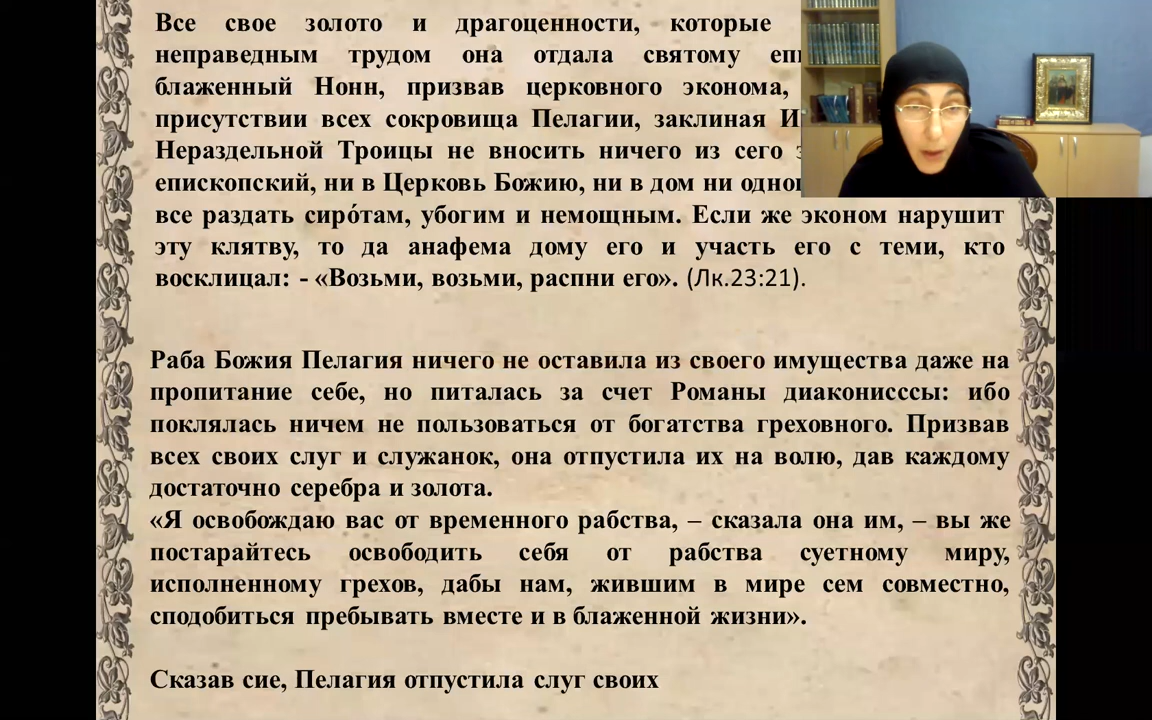 Все свое золото и драгоценности, которые
неправедным трудом она отдала святому
блаженный Нонн, призвав церковного эконома,
присутствии всех сокровища Пелагии, заклиная
Нераздельной Троицы не вносить ничего из сего
епископский, ни в Церковь Божию, ни в дом ни
все раздать сиро́там, убогим и немощным. Если же эконом нарушит
эту клятву, то да анафема дому его и участь его с теми, кто
восклицал: - «Возьми, возьми, распни его». (Лк.23:21).
Раба Божия Пелагия ничего не оставила из своего имущества даже на
пропитание себе, но питалась за счет Романы диаконисссы: ибо
поклялась ничем не пользоваться от богатства греховного. Призвав
всех своих слуг и служанок, она отпустила их на волю, дав каждому
достаточно серебра и золота.
«Я освобождаю вас от временного рабства, – сказала она им, – вы же
постарайтесь освободить себя от рабства суетному миру,
исполненному грехов, дабы нам, жившим в мире сем совместно,
сподобиться пребывать вместе и в блаженной жизни».
Сказав сие, Пелагия отпустила слуг своих